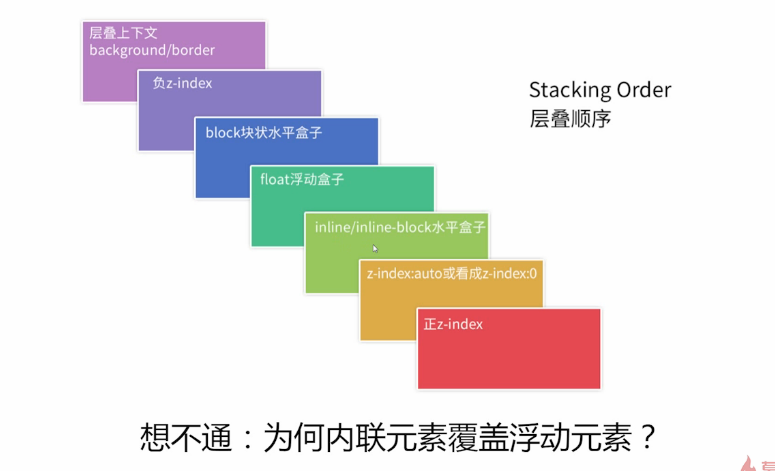 层叠上下文
background/border
负z-index
block块状水平盒子
float浮动盒子
inline/inline-block水平盒子
z-index:auto或看成z-index:0
正z-index
Stacking Order
层叠顺序
想不通：为何内联元素覆盖浮动元素？